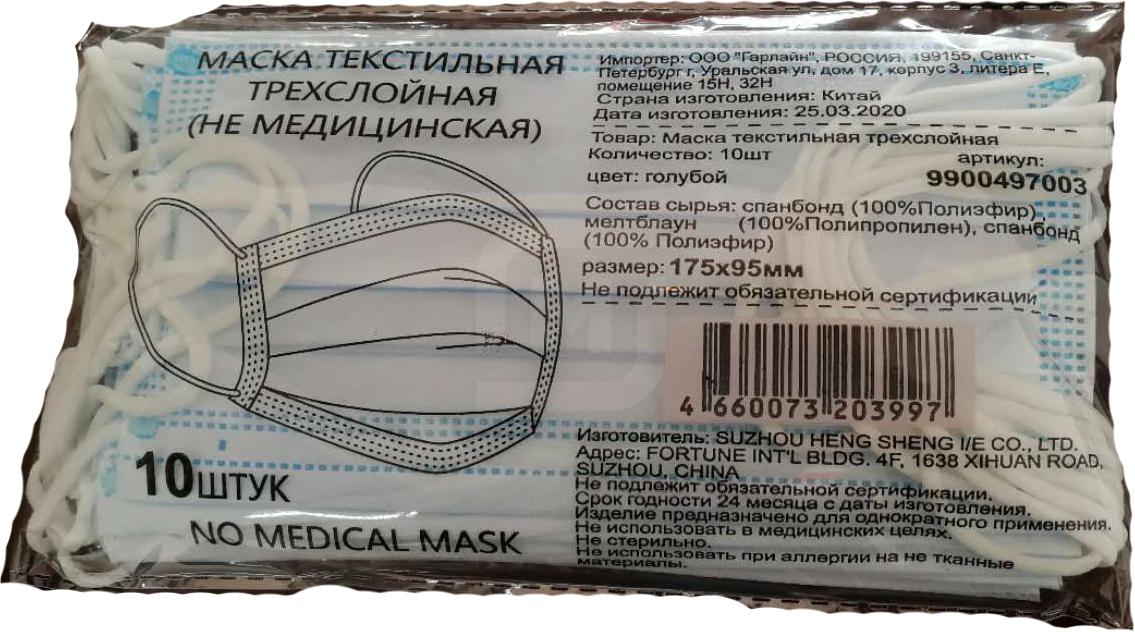 МАСКА ТЕКСТИЛЬНАЯ
ТРЕХСЛОЙНАЯ
(НЕ МЕДИЦИНСКАЯ)
10 ШТУК
NO MEDICAL MASK
Импортер: ООО "Гарлайн", РОССИЯ, 199155, Санкт-
Петербург г, Уральская ул, дом 17, корпус 3, литера Е,
помещение 15Н, 32Н
Страна изготовления: Китай
Дата изготовления: 25.03.2020
Товар: Маска текстильная трехслойная
Количество: 10шт
артикул:
цвет: голубой
9900497003
Состав сырья: спанбонд (100%Полиэфир),
мелтблаун (100%Полипропилен), спанбонд
(100% Полиэфир)
размер: 175х95мм
Не подлежит обязательной сертификации
4 660073 203997
Изготовитель: SUZHOU HENG SHENG I/E CO., LTD.
Адрес: FORTUNE INT'L BLDG. 4F, 1638 XIHUAN ROAD,
SUZHOU, CHINA
Не подлежит обязательной сертификации.
Срок годности 24 месяца с даты изготовления.
Изделие предназначено для однократного применения.
Не использовать в медицинских целях.
Не стерильно.
Не использовать при аллергии на не тканные
материалы.